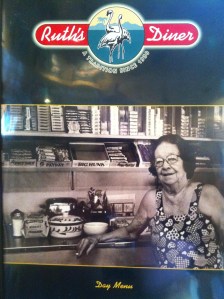 Ruth's Diner
A TRADITION SINCE 1930
Day Menu